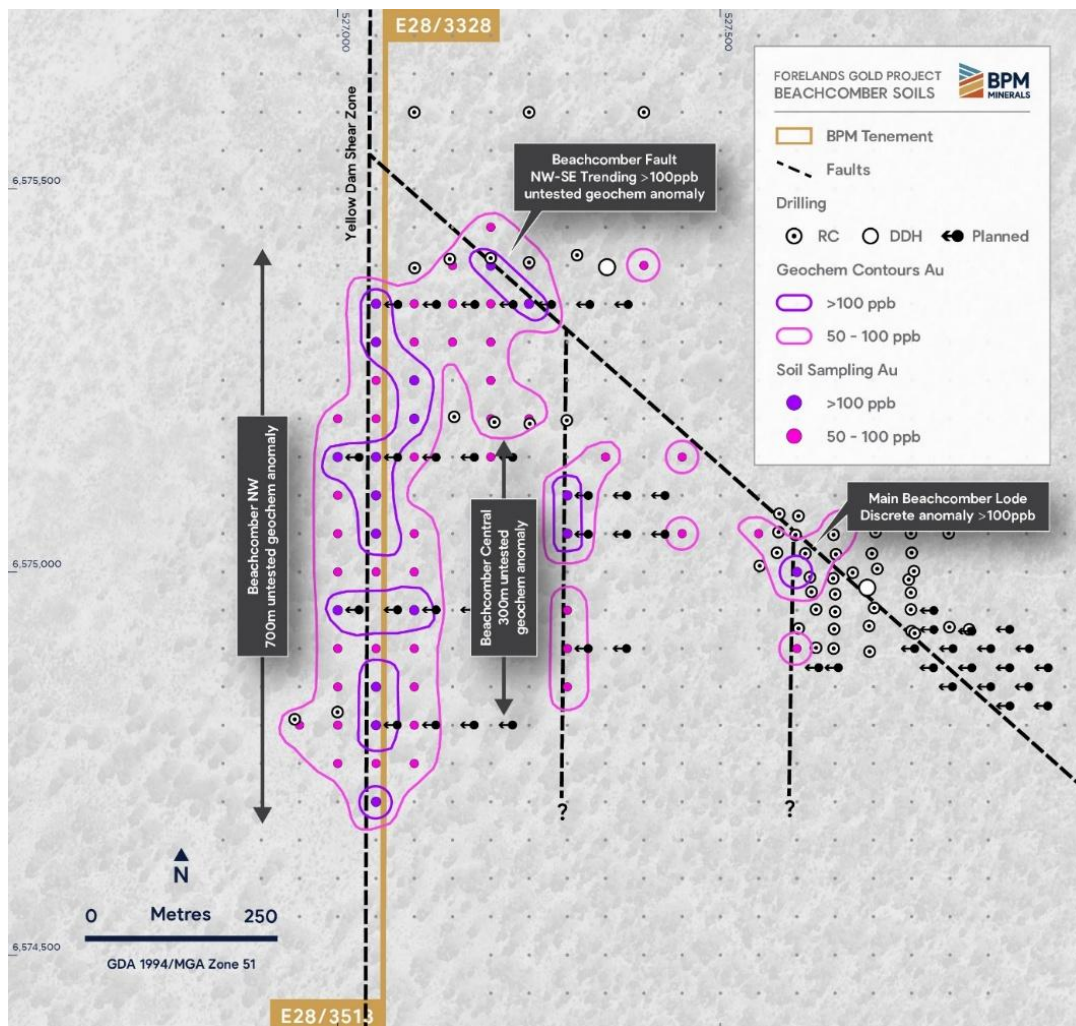 E28/3328
527,000
527,500
FORELANDS GOLD PROJECT
BEACHCOMBER SOILS
BPM
MINERALS
BPM Tenement
Faults
Drilling
RC
DDH
Planned
Geochem Contours Au
>100 ppb
50 - 100 ppb
Soil Sampling Au
>100 ppb
50 - 100 ppb
Yellow Dam Shear Zone
6,575,500
Beachcomber Fault
NW-SE Trending >100ppb
untested geochem anomaly
Beachcomber NW
700m untested geochem anomaly
Beachcomber Central
300m untested
geochem anomaly
Main Beachcomber Lode
Discrete anomaly >100ppb
6,575,000
?
?
N
0 Metres 250
GDA 1994/MGA Zone 51
6,574,500
E28/3513